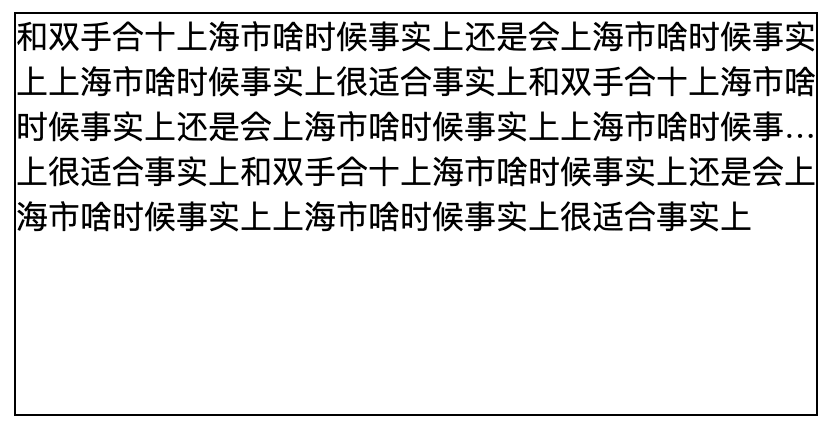 和双手合十上海市啥时候事实上还是会上海市啥时候事实
上上海市啥时候事实上很适合事实上和双手合十上海市啥
时候事实上还是会上海市啥时候事实上上海市啥时候事…
上很适合事实上和双手合十上海市啥时候事实上还是会上
海市啥时候事实上上海市啥时候事实上很适合事实上